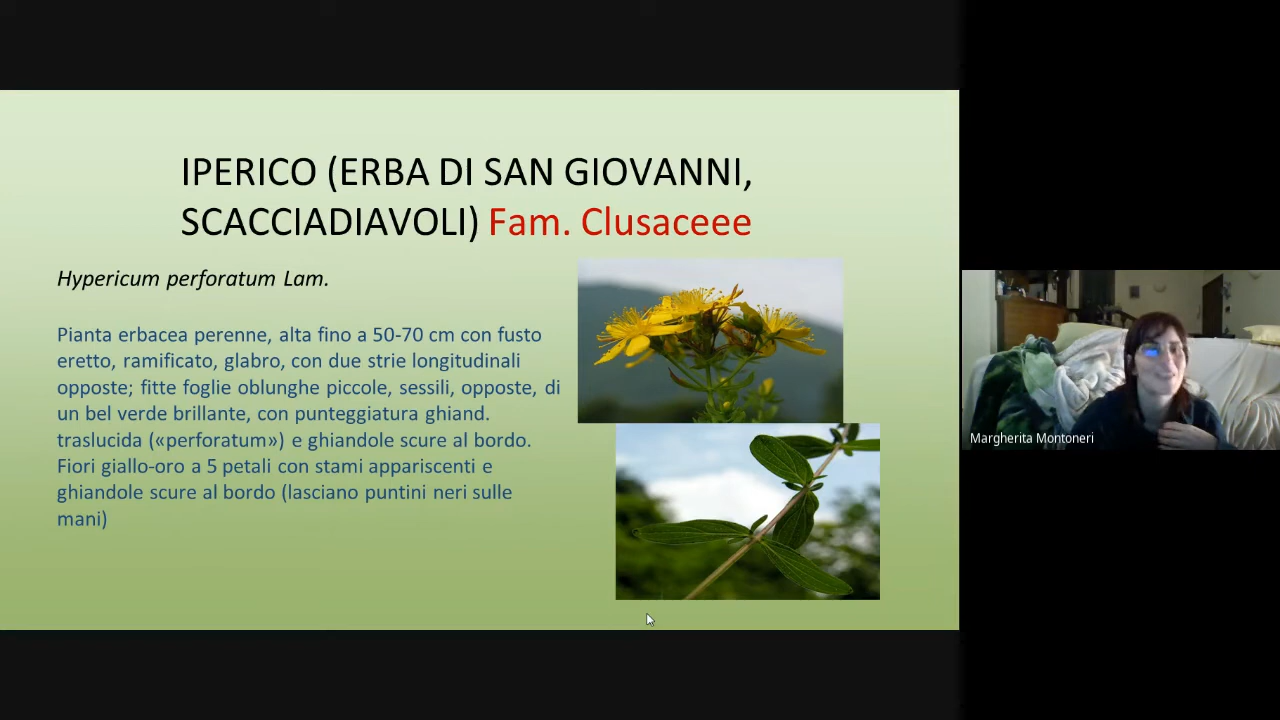 IPERICO (ERBA DI SAN GIOVANNI,
SCACCIADIAVOLI) Fam. Clusaceee
Hypericum perforatum Lam.
Pianta erbacea perenne, alta fino a 50-70 cm con fusto
eretto, ramificato, glabro, con due strie longitudinali
opposte; fitte foglie oblunghe piccole, sessili, opposte, di
un bel verde brillante, con punteggiatura ghiand.
traslucida («perforatum») e ghiandole scure al bordo.
Fiori giallo-oro a 5 petali con stami appariscenti e
ghiandole scure al bordo (lasciano puntini neri sulle
mani)
Margherita Montoneri